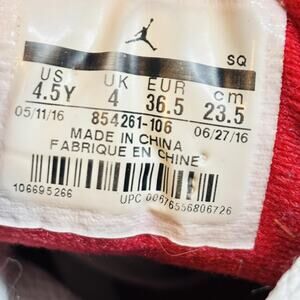 SQ
US UK EUR cm
4.5Y 4 36.5 23.5
05/11/16 854261-106 06/27/16
MADE IN CHINA
FABRIQUE EN CHINE
106695266
UPC 00676556806726